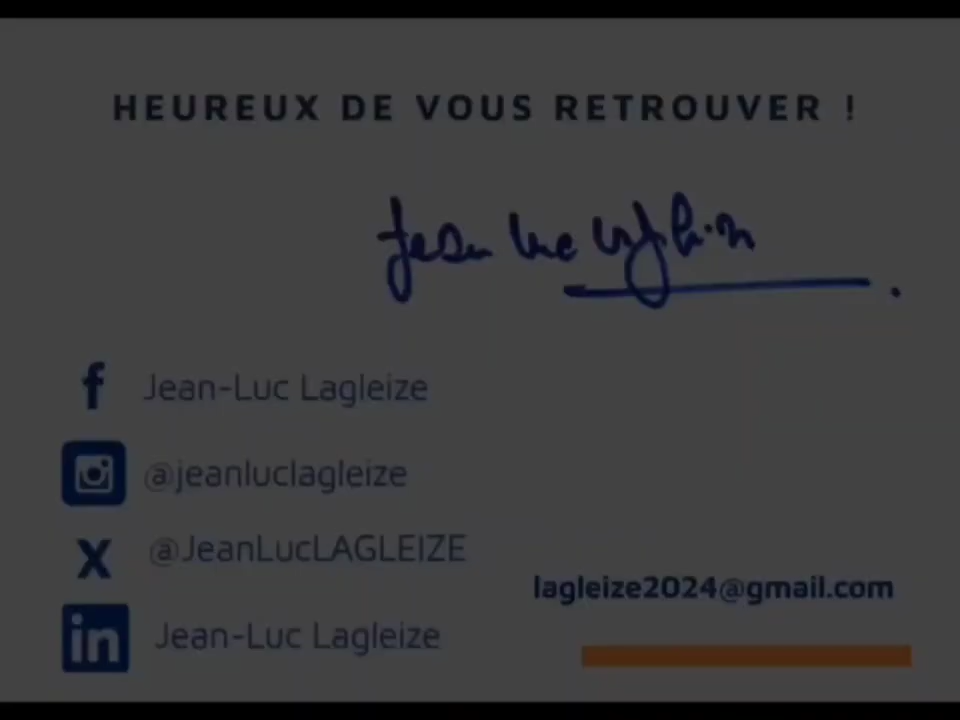 HEUREUX DE VOUS RETROUVER !
Jean-Luc Lagleize
@jeanluclagleize
@JeanLucLAGLEIZE
Jean-Luc Lagleize
lagleize2024@gmail.com